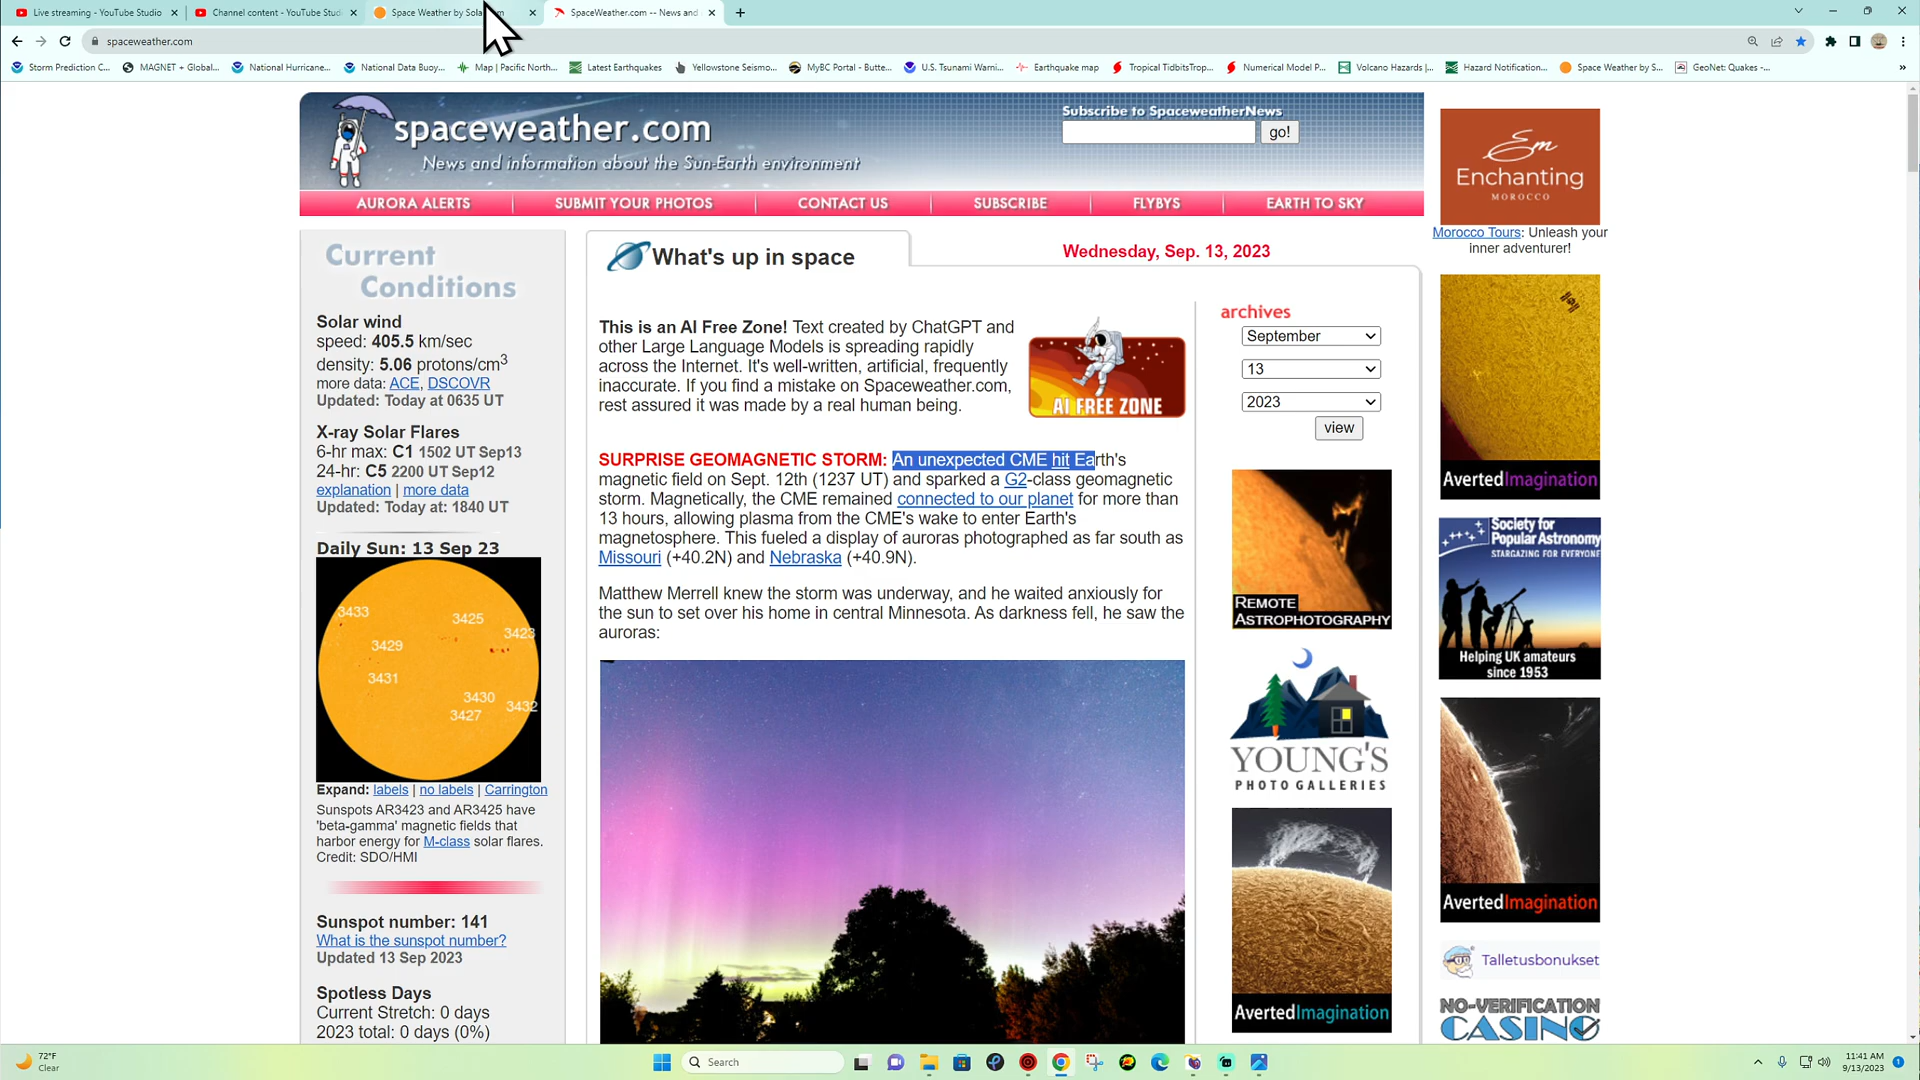 Live streaming - YouTube Studio
Channel content - YouTube Stud
Space Weather by Sola
SpaceWeather.com -- News and
spaceweather.com
Storm Prediction C...
MAGNET + Global...
National Hurricane...
National Data Buoy...
Map | Pacific North...
Latest Earthquakes
Yellowstone Seismo...
MyBC Portal - Butte...
U.S. Tsunami Warni...
Earthquake map
Tropical TidbitsTrop...
Numerical Model P...
Volcano Hazards |...
Hazard Notification...
Space Weather by S...
GeoNet: Quakes -...
spaceweather.com
News and information about the Sun-Earth environment
Subscribe to SpaceweatherNews
go!
AURORA ALERTS
SUBMIT YOUR PHOTOS
CONTACT US
SUBSCRIBE
FLYBYS
EARTH TO SKY
Current
Conditions
Solar wind
speed: 405.5 km/sec
density: 5.06 protons/cm3
more data: ACE, DSCOVR
Updated: Today at 0635 UT
X-ray Solar Flares
6-hr max: C1 1502 UT Sep13
24-hr: C5 2200 UT Sep12
explanation | more data
Updated: Today at: 1840 UT
Daily Sun: 13 Sep 23
3433
3425
3423
3429
3431
3430
3432
3427
Expand: labels | no labels | Carrington
Sunspots AR3423 and AR3425 have
'beta-gamma' magnetic fields that
harbor energy for M-class solar flares.
Credit: SDO/HMI
Sunspot number: 141
What is the sunspot number?
Updated 13 Sep 2023
Spotless Days
Current Stretch: 0 days
2023 total: 0 days (0%)
What's up in space
Wednesday, Sep. 13, 2023
This is an AI Free Zone! Text created by ChatGPT and
other Large Language Models is spreading rapidly
across the Internet. It's well-written, artificial, frequently
inaccurate. If you find a mistake on Spaceweather.com,
rest assured it was made by a real human being.
AI FREE ZONE
SURPRISE GEOMAGNETIC STORM: An unexpected CME hit Earth's
magnetic field on Sept. 12th (1237 UT) and sparked a G2-class geomagnetic
storm. Magnetically, the CME remained connected to our planet for more than
13 hours, allowing plasma from the CME's wake to enter Earth's
magnetosphere. This fueled a display of auroras photographed as far south as
Missouri (+40.2N) and Nebraska (+40.9N).
Matthew Merrell knew the storm was underway, and he waited anxiously for
the sun to set over his home in central Minnesota. As darkness fell, he saw the
auroras:
archives
September
13
2023
view
REMOTE
ASTROPHOTOGRAPHY
YOUNG'S
PHOTO GALLERIES
AvertedImagination
Em
Enchanting
MOROCCO
Morocco Tours: Unleash your
inner adventurer!
AvertedImagination
Society for
Popular Astronomy
STARGAZING FOR EVERYONE
Helping UK amateurs
since 1953
AvertedImagination
Talletusbonukset
NO-VERIFICATION
CASINO
72°F
Clear
Search
11:41 AM
9/13/2023
1